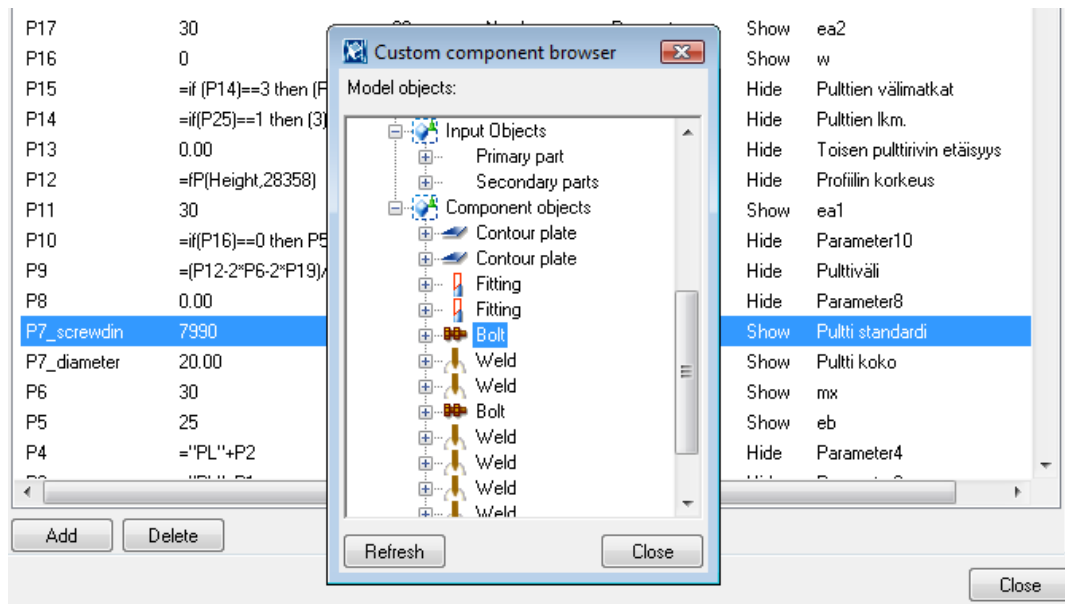 P17 30 Show ea2
P16 0 Show w
P15 =if (P14)==3 then (P Hide Pulttien välimatkat
P14 =if(P25)==1 then (3) Hide Pulttien lkm.
P13 0.00 Hide Toisen pulttirivin etäisyys
P12 =fP(Height,28358) Hide Profiilin korkeus
P11 30 Show ea1
P10 =if(P16)==0 then P5 Hide Parameter10
P9 =(P12-2*P6-2*P19)/ Hide Pulttiväli
P8 0.00 Hide Parameter8
P7_screwdin 7990 Show Pultti standardi
P7_diameter 20.00 Show Pultti koko
P6 30 Show mx
P5 25 Show eb
P4 ="PL"+P2 Hide Parameter4
Add Delete
Custom component browser
Model objects:
Input Objects
Primary part
Secondary parts
Component objects
Contour plate
Contour plate
Fitting
Fitting
Bolt
Weld
Weld
Bolt
Weld
Weld
Weld
Weld
Refresh Close
Close